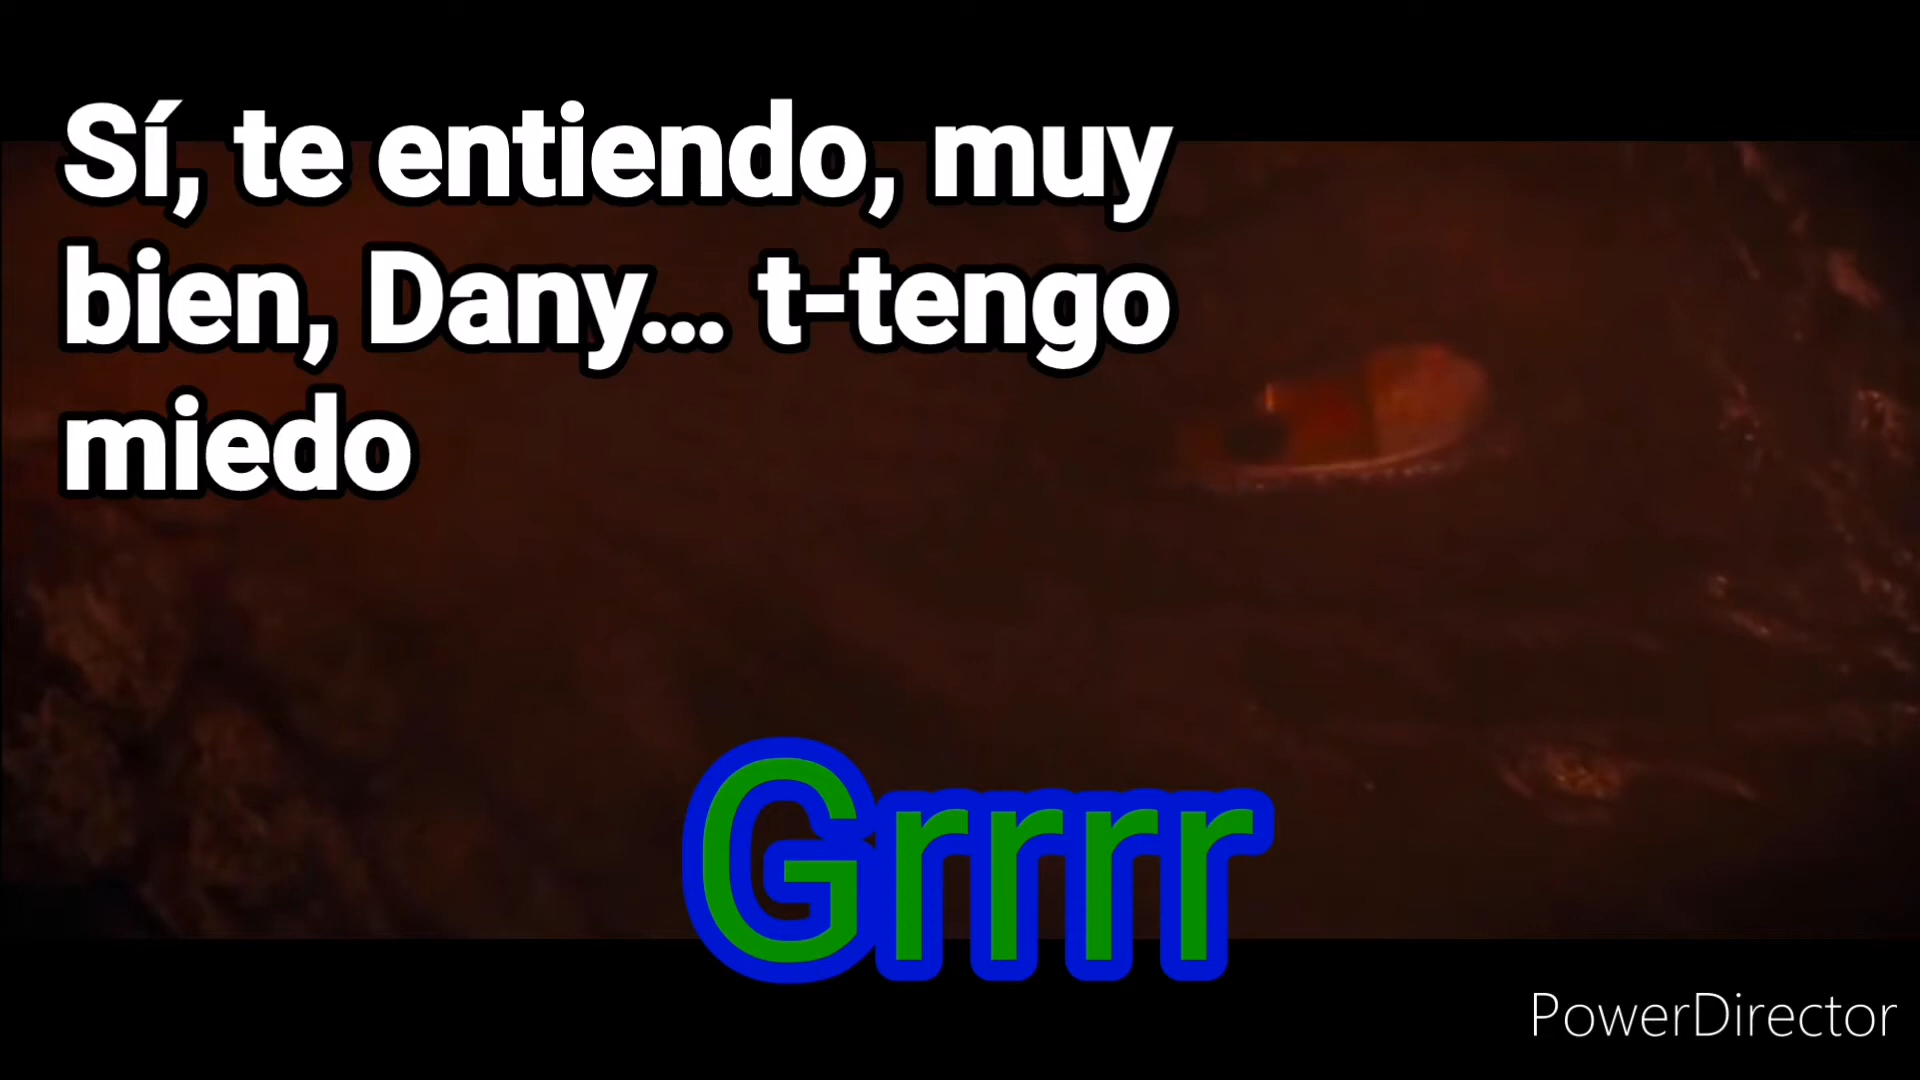 Sí, te entiendo, muy
bien, Dany... t-tengo
miedo
Grrrr
PowerDirector